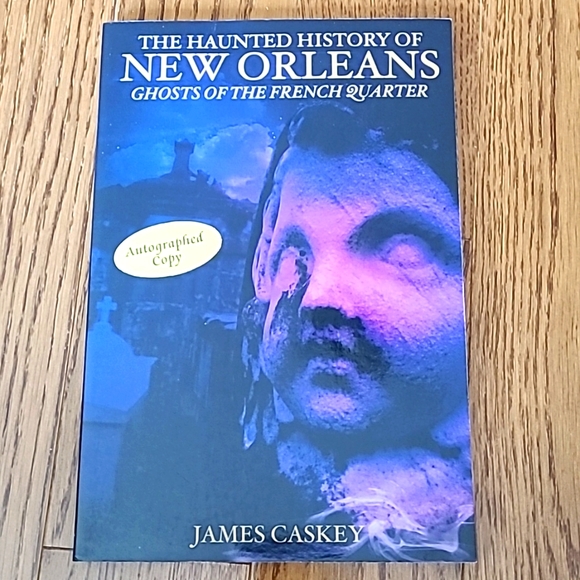 THE HAUNTED HISTORY OF
NEW ORLEANS
GHOSTS OF THE FRENCH QUARTER
Autographed
Copy
JAMES CASKEY